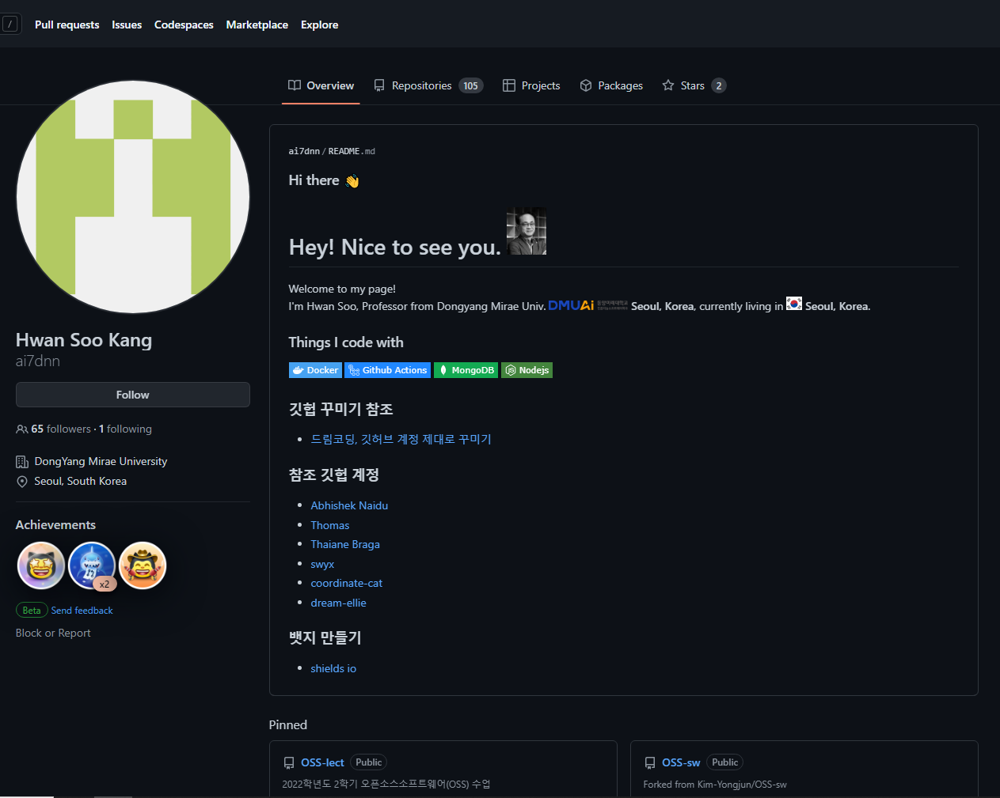 / Pull requests Issues Codespaces Marketplace Explore
Overview Repositories 105 Projects Packages Stars 2
Hwan Soo Kang
ai7dnn
Follow
65 followers · 1 following
DongYang Mirae University
Seoul, South Korea
Achievements
x2
Beta Send feedback
Block or Report
ai7dnn / README.md
Hi there 👋
Hey! Nice to see you.
Welcome to my page!
I'm Hwan Soo, Professor from Dongyang Mirae Univ. DMUAi 동양미래대학교 Seoul, Korea, currently living in Seoul, Korea.
Things I code with
Docker Github Actions MongoDB Nodejs
깃헙 꾸미기 참조
• 드림코딩, 깃허브 계정 제대로 꾸미기
참조 깃헙 계정
• Abhishek Naidu
• Thomas
• Thaiane Braga
• swyx
• coordinate-cat
• dream-ellie
뱃지 만들기
• shields io
Pinned
OSS-lect Public
2022학년도 2학기 오픈소스소프트웨어(OSS) 수업
OSS-sw Public
Forked from Kim-Yongjun/OSS-sw